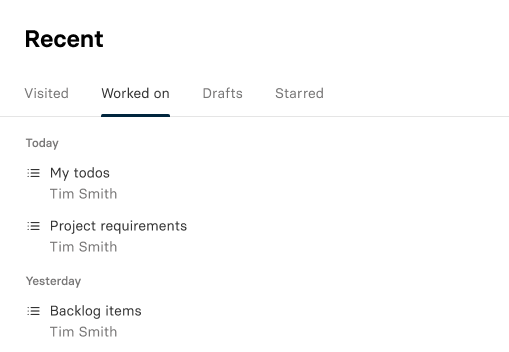 Recent
Visited Worked on Drafts Starred
Today
My todos
Tim Smith
Project requirements
Tim Smith
Yesterday
Backlog items
Tim Smith